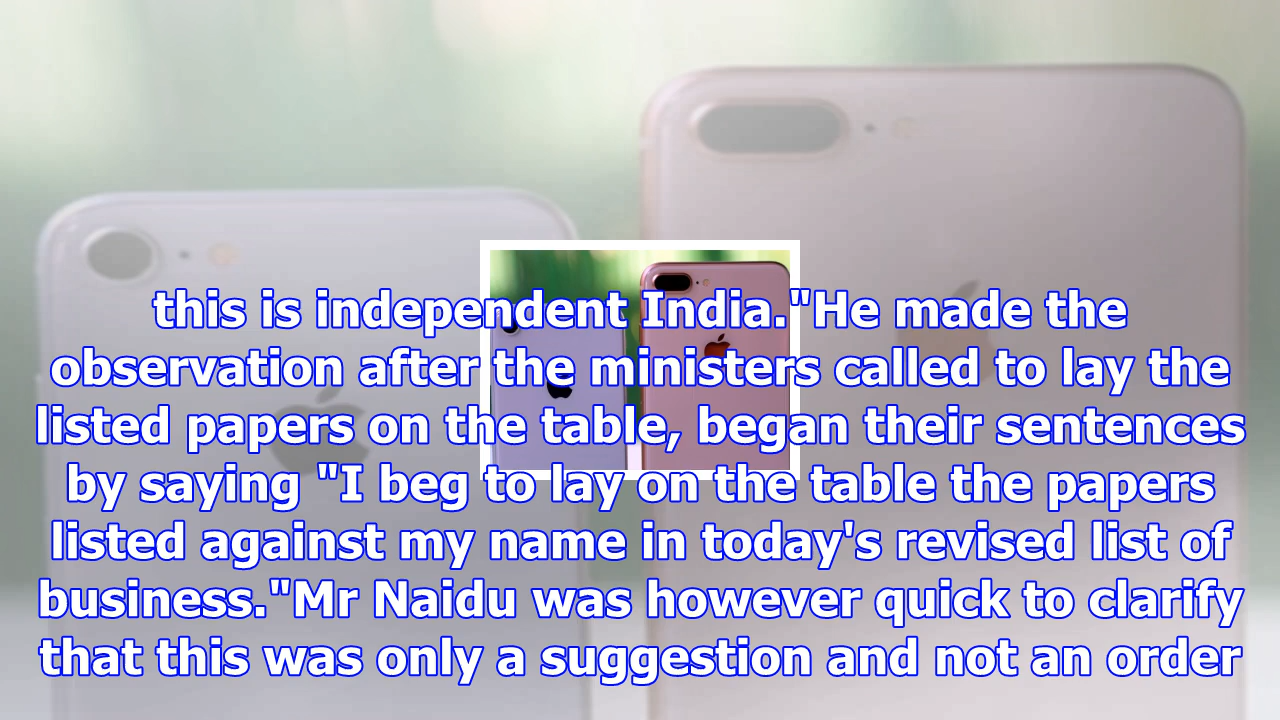 this is independent India."He made the
observation after the ministers called to lay the
listed papers on the table, began their sentences
by saying "I beg to lay on the table the papers
listed against my name in today's revised list of
business."Mr Naidu was however quick to clarify
that this was only a suggestion and not an order